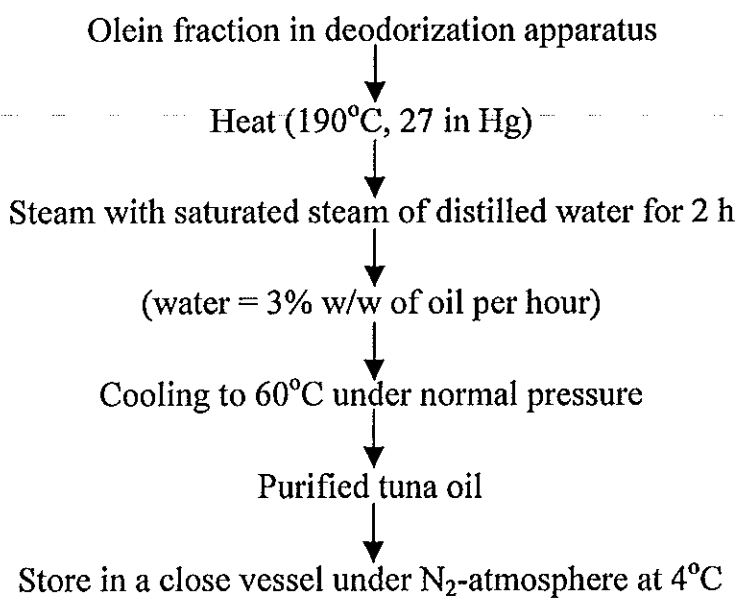 Olein fraction in deodorization apparatus
Heat (190°C, 27 in Hg)
Steam with saturated steam of distilled water for 2 h
(water = 3% w/w of oil per hour)
Cooling to 60°C under normal pressure
Purified tuna oil
Store in a close vessel under N₂-atmosphere at 4°C